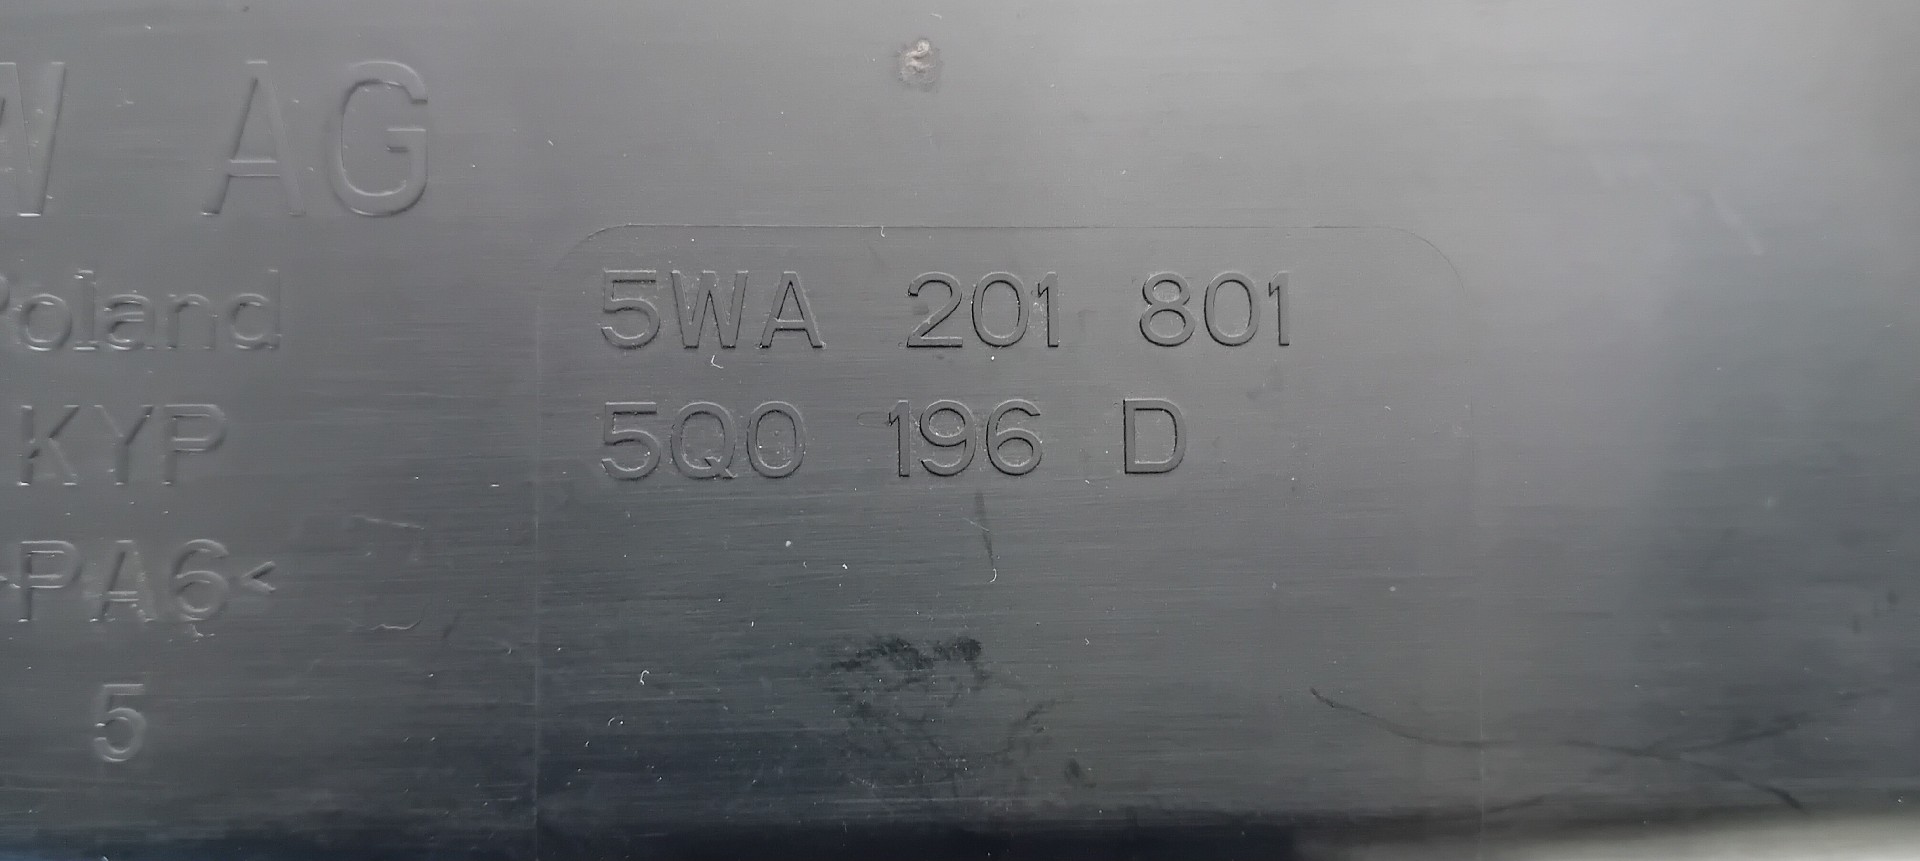 W AG
Poland
KYP
>PA6<
5
5WA 201 801
5Q0 196 D